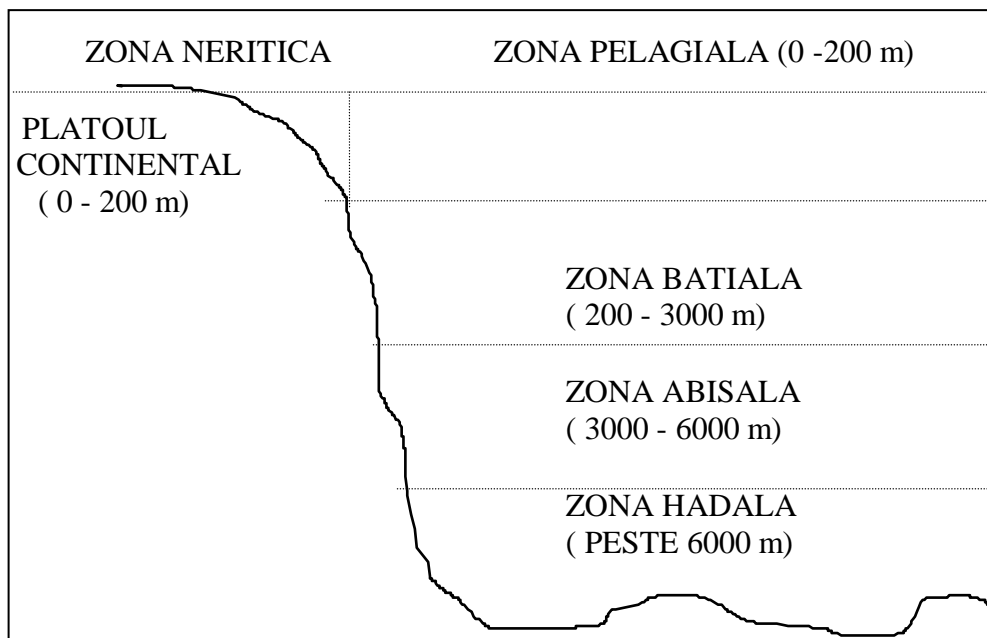 ZONA NERITICA
ZONA PELAGIALA (0 -200 m)
PLATOUL
CONTINENTAL
( 0 - 200 m)
ZONA BATIALA
( 200 - 3000 m)
ZONA ABISALA
( 3000 - 6000 m)
ZONA HADALA
( PESTE 6000 m)